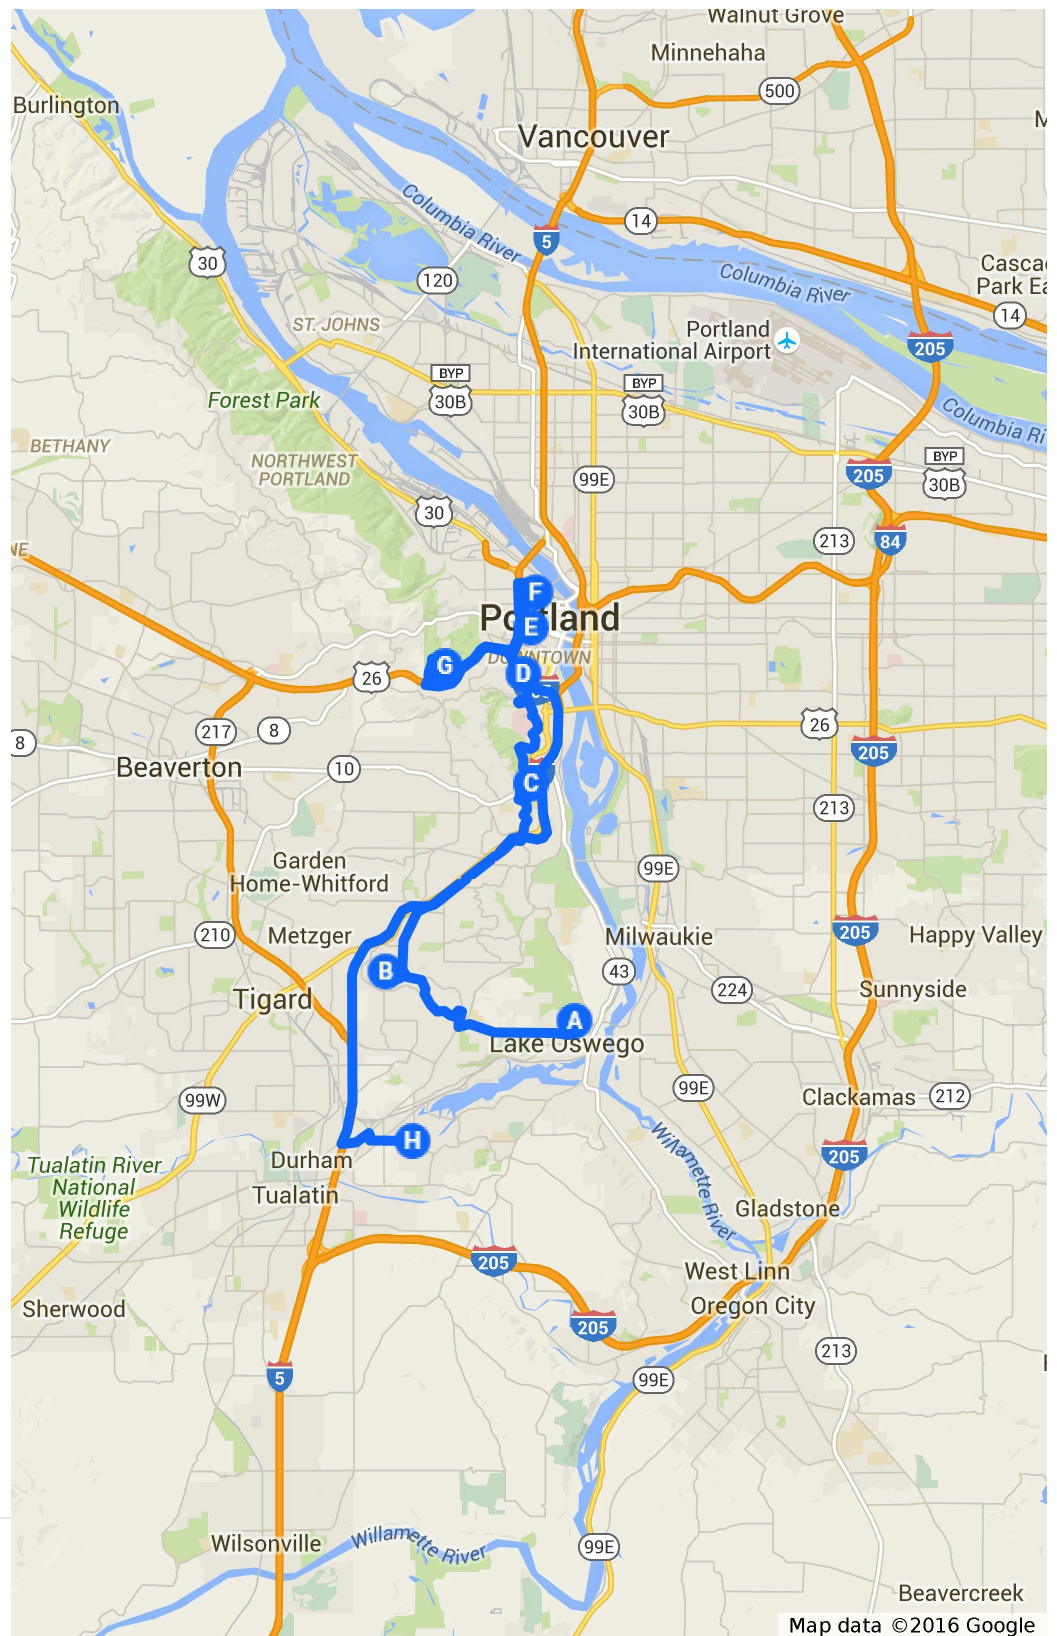 Walnut Grove
Minnehaha
500
Burlington
Vancouver
Columbia River
14
5
30
Columbia River
Cascad
Park Ea
120
14
ST. JOHNS
Portland
International Airport
205
BYP
30B
BYP
30B
Forest Park
Columbia Ri
BETHANY
NORTHWEST
PORTLAND
BYP
30B
205
99E
30
213
84
NE
F
Portland
E
DOWNTOWN
G
D
26
217
8
26
8
205
Beaverton
10
C
213
Garden
Home-Whitford
99E
210
Metzger
Milwaukie
205
Happy Valley
B
43
224
Sunnyside
Tigard
A
Lake Oswego
99E
99W
Clackamas
212
H
Durham
Willamette River
205
Tualatin River
National
Wildlife
Refuge
Tualatin
Gladstone
205
West Linn
Sherwood
Oregon City
205
213
5
99E
Wilsonville
Willamette River
99E
Beavercreek
Map data ©2016 Google